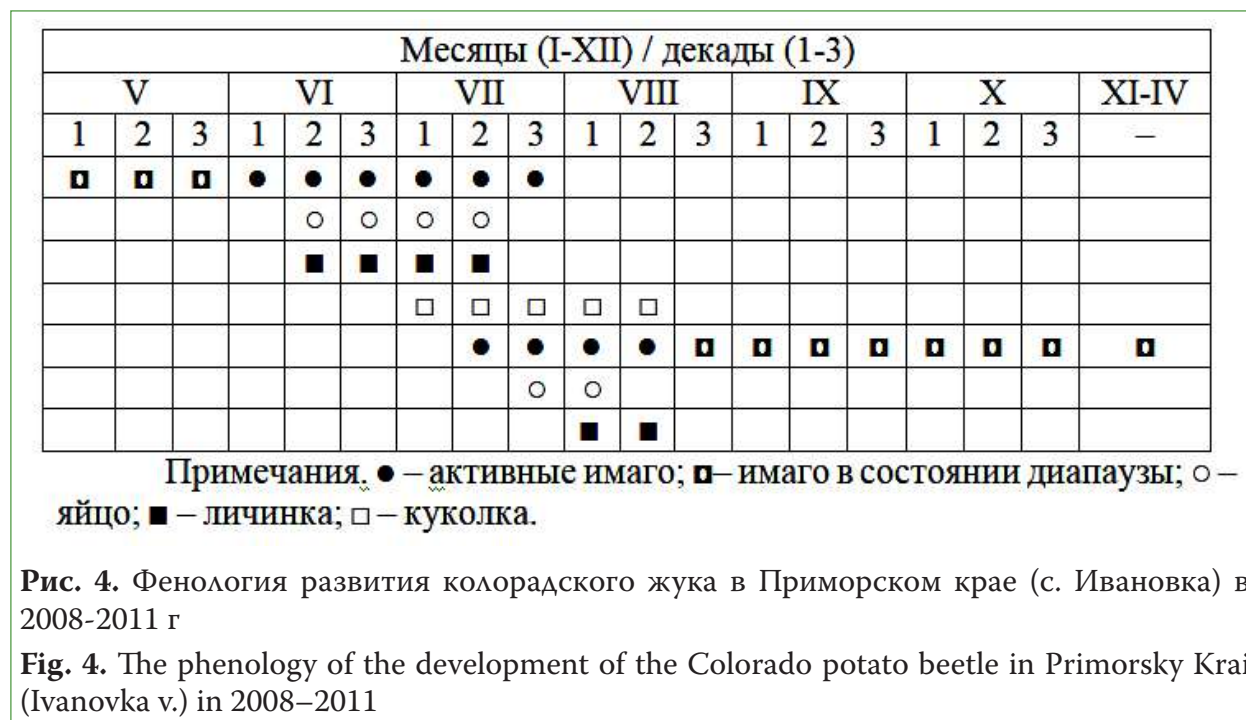 Месяцы (I-XII) / декады (1-3)
V VI VII VIII IX X XI-IV
1 2 3 1 2 3 1 2 3 1 2 3 1 2 3 1 2 3 –
◘ ◘ ◘ ● ● ● ● ● ●
○ ○ ○ ○
■ ■ ■ ■
□ □ □ □ □
● ● ● ● ◘ ◘ ◘ ◘ ◘ ◘ ◘ ◘
○ ○
■ ■
Примечания. ● – активные имаго; ◘– имаго в состоянии диапаузы; ○ –
яйцо; ■ – личинка; □ – куколка.
Рис. 4. Фенология развития колорадского жука в Приморском крае (с. Ивановка) в
2008-2011 г
Fig. 4. The phenology of the development of the Colorado potato beetle in Primorsky Krai
(Ivanovka v.) in 2008–2011